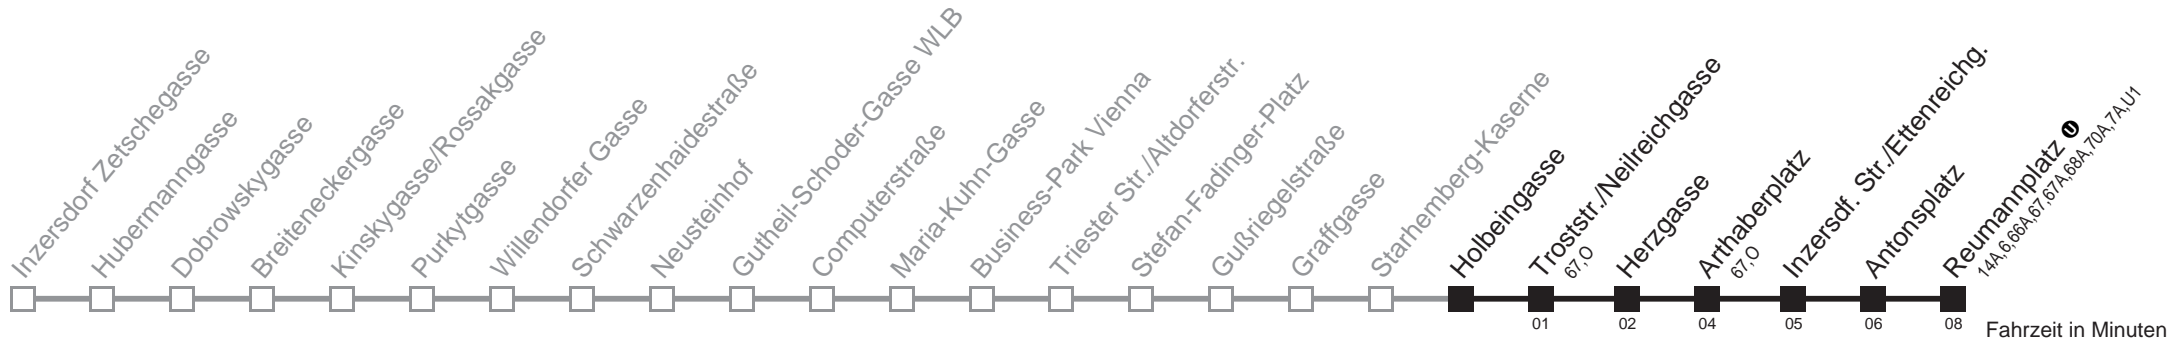 Inzersdorf Zetschegasse
Hubermanngasse
Dobrowskygasse
Breiteneckergasse
Kinskygasse/Rossakgasse
Purkytgasse
Willendorfer Gasse
Schwarzenhaidestraße
Neusteinhof
Gutheil-Schoder-Gasse WLB
Computerstraße
Maria-Kuhn-Gasse
Business-Park Vienna
Triester Str./Altdorferstr.
Stefan-Fadinger-Platz
Gußriegelstraße
Graffgasse
Starhemberg-Kaserne
Holbeingasse
Troststr./Neilreichgasse
67,O
Herzgasse
Arthaberplatz
67,O
Inzersdf. Str./Ettenreichg.
Antonsplatz
Reumannplatz U
14A,6,66A,67,67A,68A,70A,7A,U1
01 02 04 05 06 08
Fahrzeit in Minuten